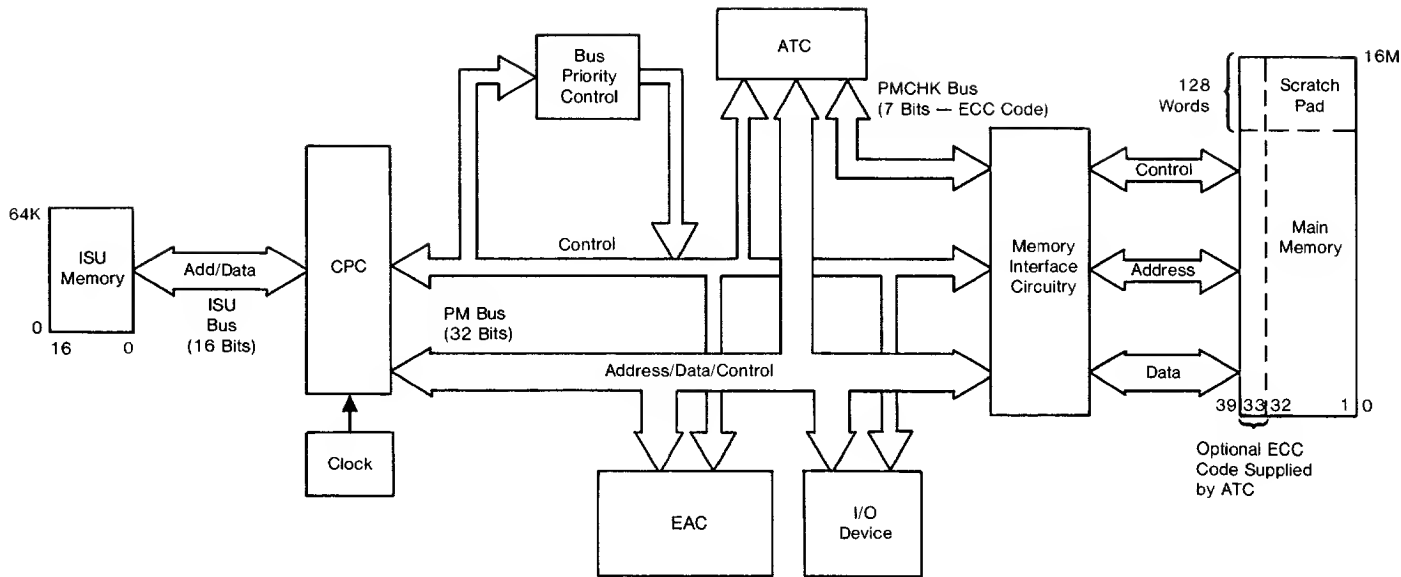 Bus
Priority
Control
ATC
PMCHK Bus
(7 Bits — ECC Code)
128
Words
16M
Scratch
Pad
64K
ISU
Memory
0
16 0
Add/Data
ISU
Bus
(16 Bits)
CPC
Control
PM Bus
(32 Bits)
Address/Data/Control
Clock
EAC
I/O
Device
Memory
Interface
Circuitry
Control
Address
Data
Main
Memory
39 33 32 1 0
Optional ECC
Code Supplied
by ATC